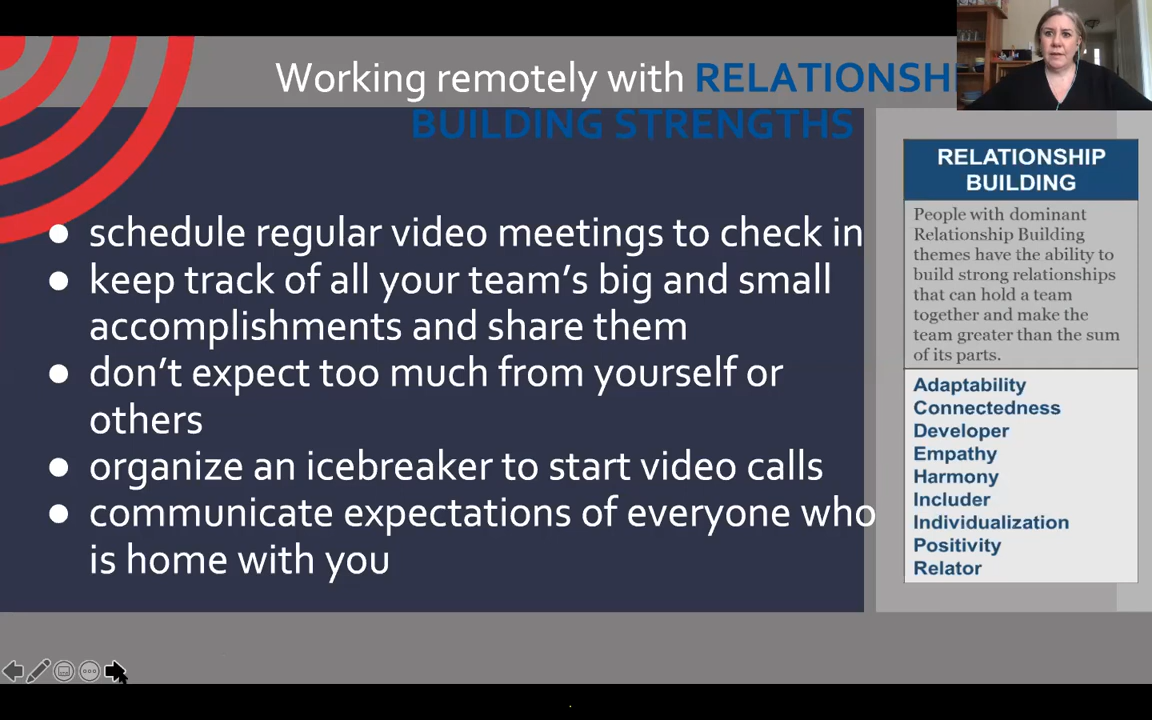 Working remotely with RELATIONSH
BUILDING STRENGTHS
● schedule regular video meetings to check in
● keep track of all your team’s big and small
accomplishments and share them
● don’t expect too much from yourself or
others
● organize an icebreaker to start video calls
● communicate expectations of everyone who
is home with you
RELATIONSHIP
BUILDING
People with dominant
Relationship Building
themes have the ability to
build strong relationships
that can hold a team
together and make the
team greater than the sum
of its parts.
Adaptability
Connectedness
Developer
Empathy
Harmony
Includer
Individualization
Positivity
Relator